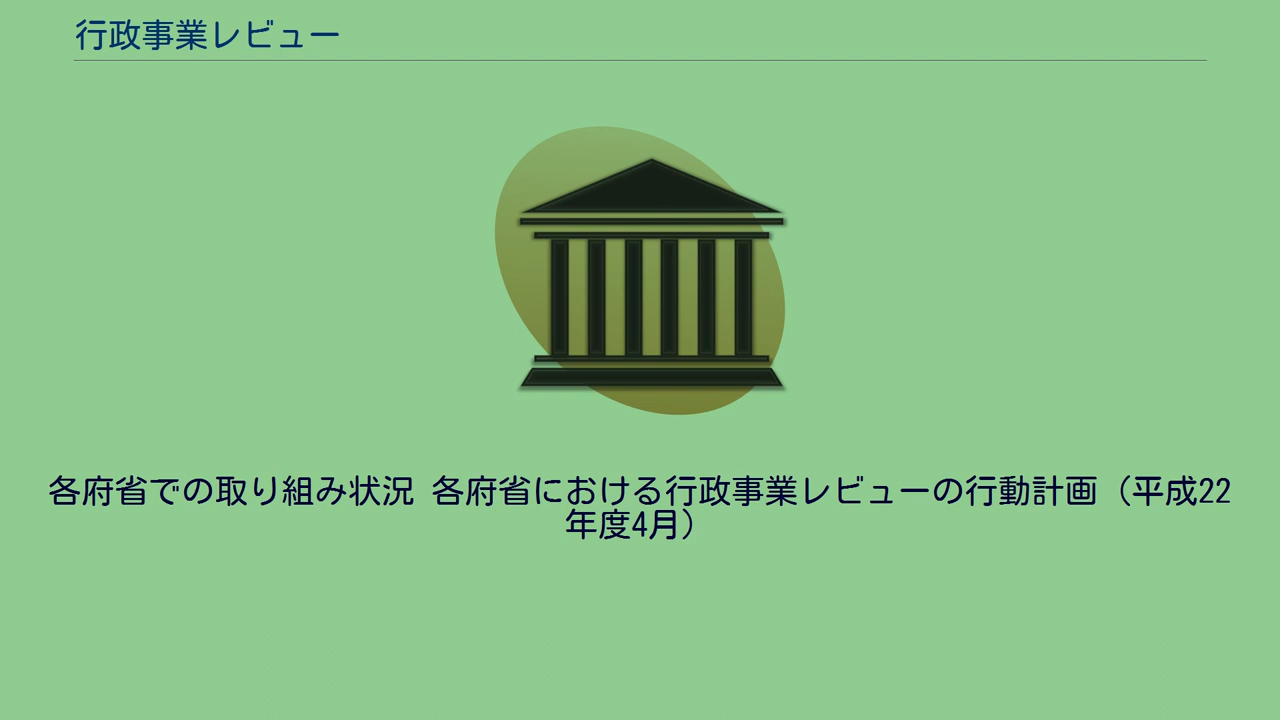 行政事業レビュー
各府省での取り組み状況 各府省における行政事業レビューの行動計画（平成22
年度4月）